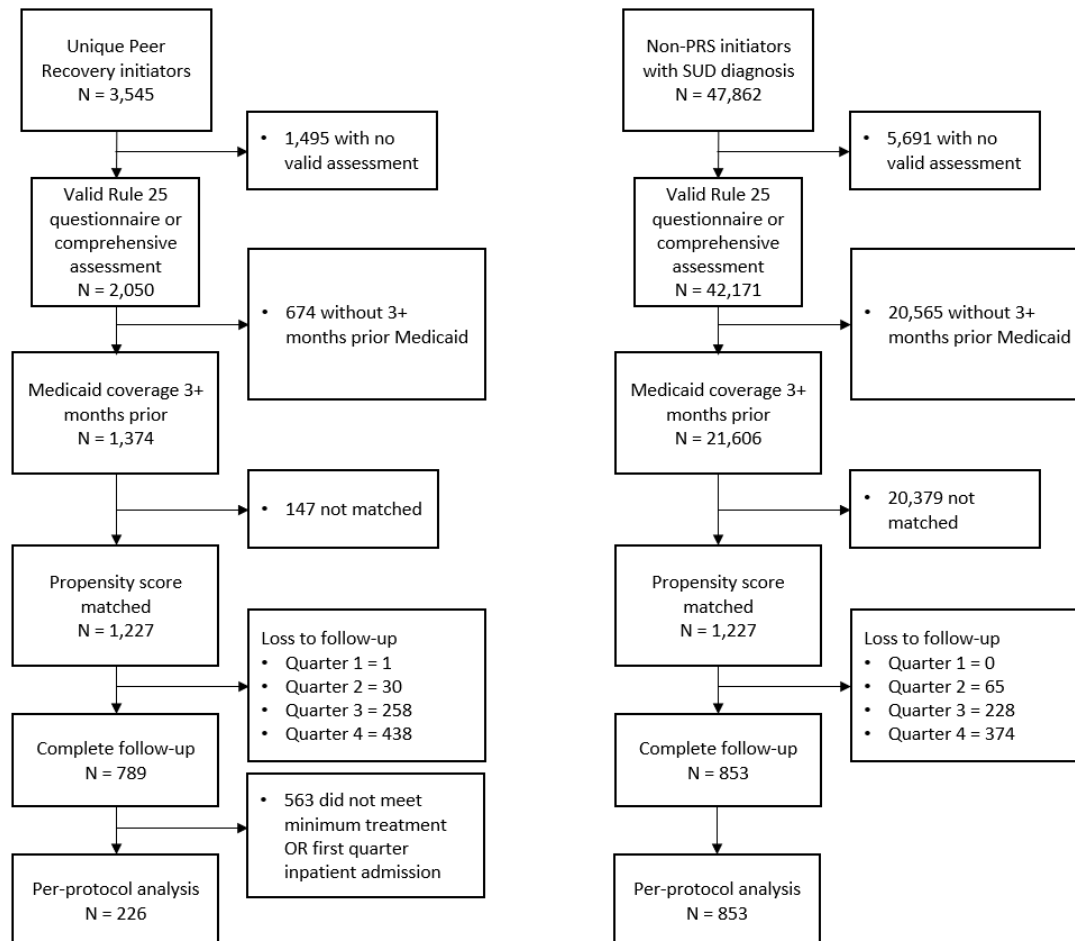 Unique Peer
Recovery initiators
N = 3,545
• 1,495 with no
valid assessment
Valid Rule 25
questionnaire or
comprehensive
assessment
N = 2,050
• 674 without 3+
months prior Medicaid
Medicaid coverage 3+
months prior
N = 1,374
• 147 not matched
Propensity score
matched
N = 1,227
Loss to follow-up
• Quarter 1 = 1
• Quarter 2 = 30
• Quarter 3 = 258
• Quarter 4 = 438
Complete follow-up
N = 789
• 563 did not meet
minimum treatment
OR first quarter
inpatient admission
Per-protocol analysis
N = 226
Non-PRS initiators
with SUD diagnosis
N = 47,862
• 5,691 with no
valid assessment
Valid Rule 25
questionnaire or
comprehensive
assessment
N = 42,171
• 20,565 without 3+
months prior Medicaid
Medicaid coverage 3+
months prior
N = 21,606
• 20,379 not
matched
Propensity score
matched
N = 1,227
Loss to follow-up
• Quarter 1 = 0
• Quarter 2 = 65
• Quarter 3 = 228
• Quarter 4 = 374
Complete follow-up
N = 853
Per-protocol analysis
N = 853